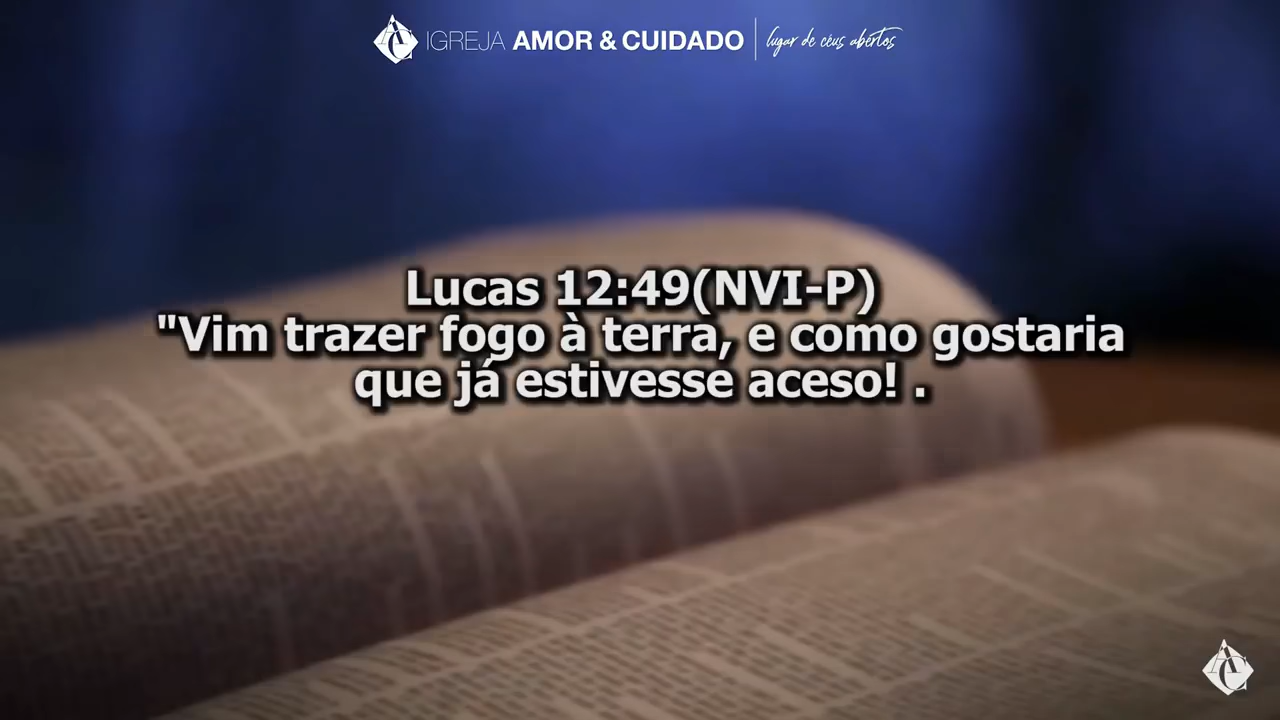 IGREJA AMOR & CUIDADO | lugar de céus abertos
Lucas 12:49(NVI-P)
"Vim trazer fogo à terra, e como gostaria
que já estivesse aceso! .
AC